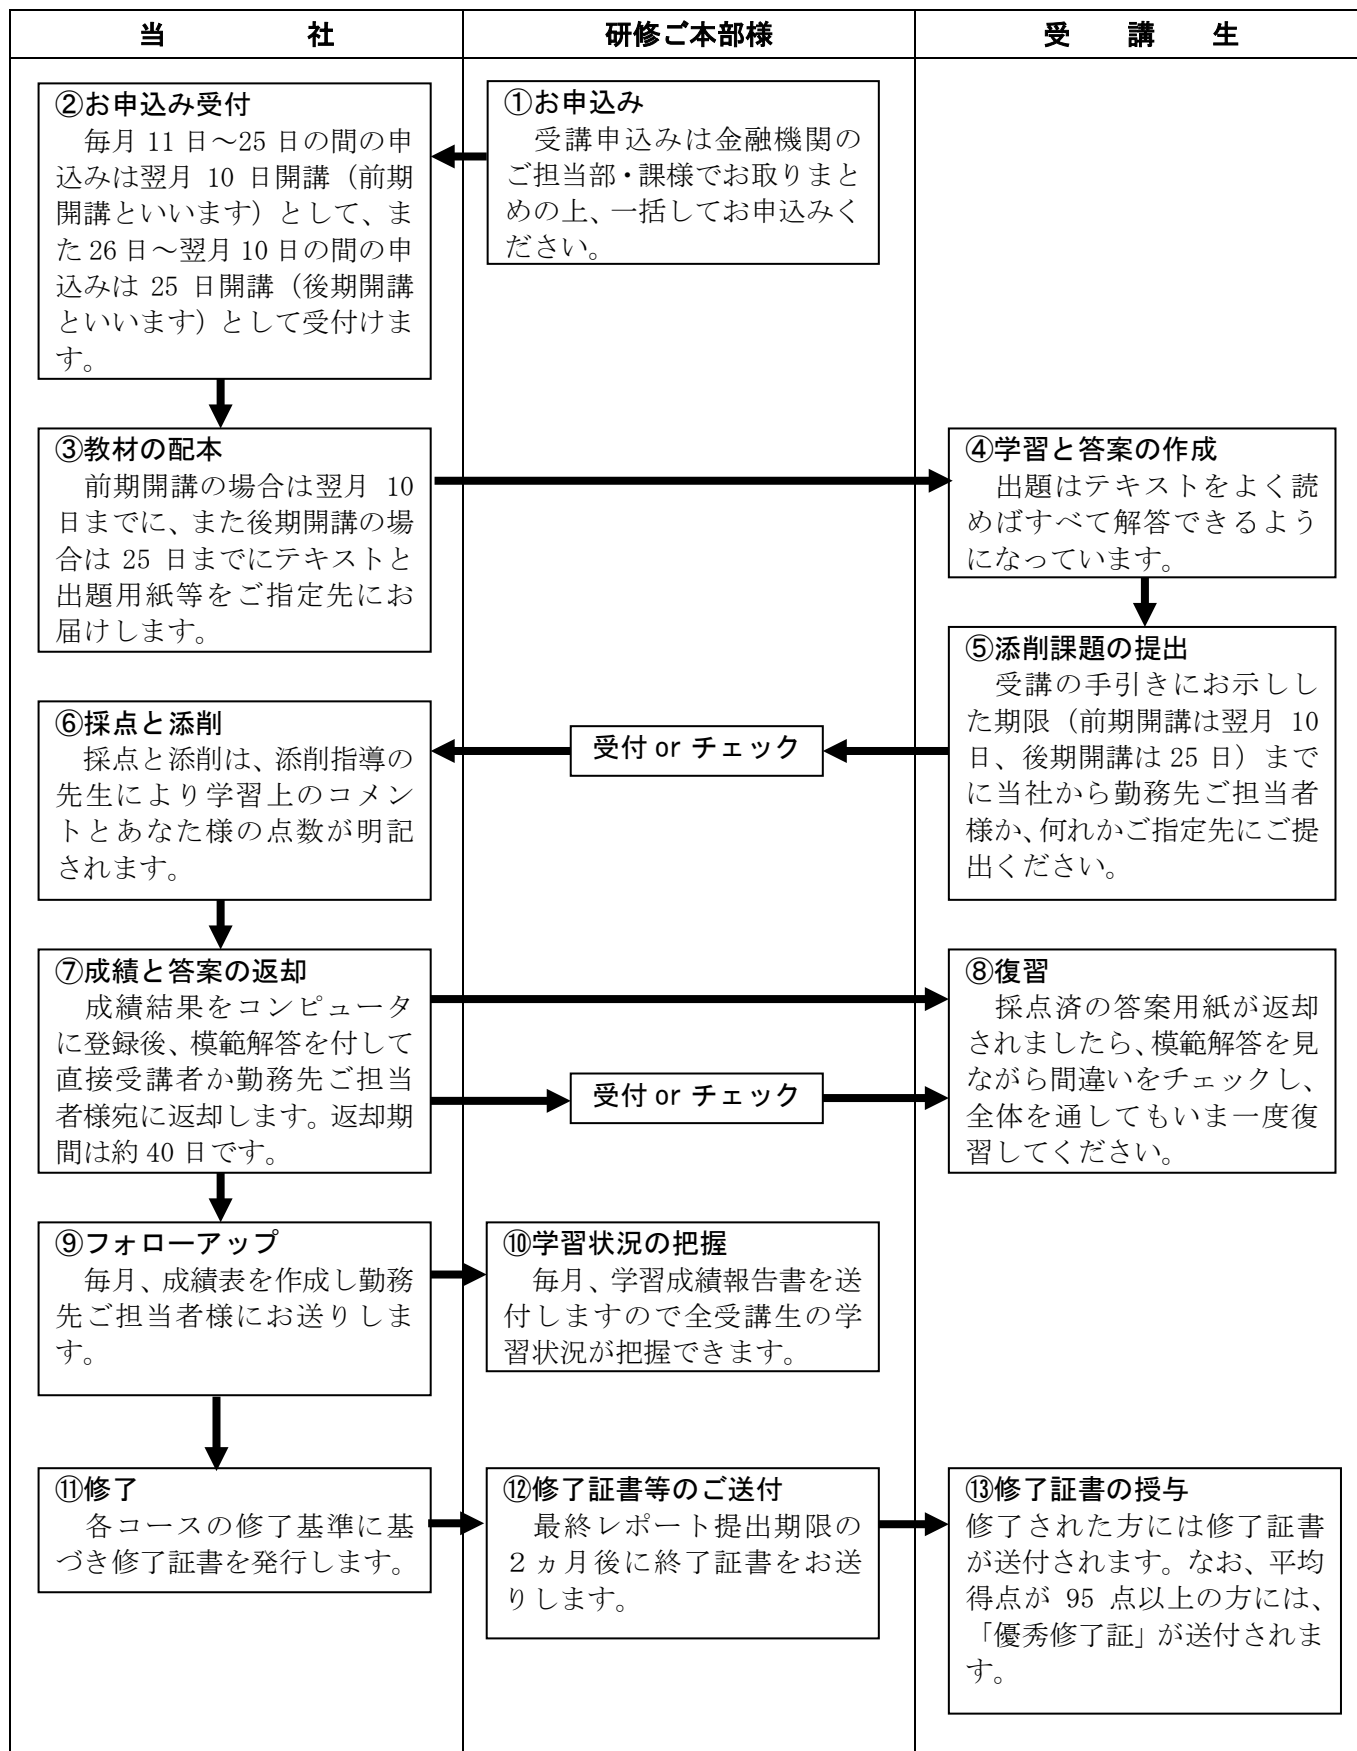 当　社
研修ご本部様
受　講　生
①お申込み
　受講申込みは金融機関の
ご担当部・課様でお取りまと
めの上、一括してお申込みく
ださい。
②お申込み受付
　毎月 11 日～25 日の間の申
込みは翌月 10 日開講（前期
開講といいます）として、ま
た 26 日～翌月 10 日の間の申
込みは 25 日開講（後期開講
といいます）として受付けま
す。
③教材の配本
　前期開講の場合は翌月 10
日までに、また後期開講の場
合は 25 日までにテキストと
出題用紙等をご指定先にお
届けします。
④学習と答案の作成
　出題はテキストをよく読
めばすべて解答できるよう
になっています。
⑤添削課題の提出
　受講の手引きにお示しし
た期限（前期開講は翌月 10
日、後期開講は 25 日）まで
に当社から勤務先ご担当者
様か、何れかご指定先にご提
出ください。
受付 or チェック
⑥採点と添削
　採点と添削は、添削指導の
先生により学習上のコメン
トとあなた様の点数が明記
されます。
⑦成績と答案の返却
　成績結果をコンピュータ
に登録後、模範解答を付して
直接受講者か勤務先ご担当
者様宛に返却します。返却期
間は約 40 日です。
受付 or チェック
⑧復習
　採点済の答案用紙が返却
されましたら、模範解答を見
ながら間違いをチェックし、
全体を通してもいま一度復
習してください。
⑨フォローアップ
　毎月、成績表を作成し勤務
先ご担当者様にお送りしま
す。
⑩学習状況の把握
　毎月、学習成績報告書を送
付しますので全受講生の学
習状況が把握できます。
⑪修了
　各コースの修了基準に基
づき修了証書を発行します。
⑫修了証書等のご送付
　最終レポート提出期限の
２ヵ月後に終了証書をお送
りします。
⑬修了証書の授与
修了された方には修了証書
が送付されます。なお、平均
得点が 95 点以上の方には、
「優秀修了証」が送付されま
す。